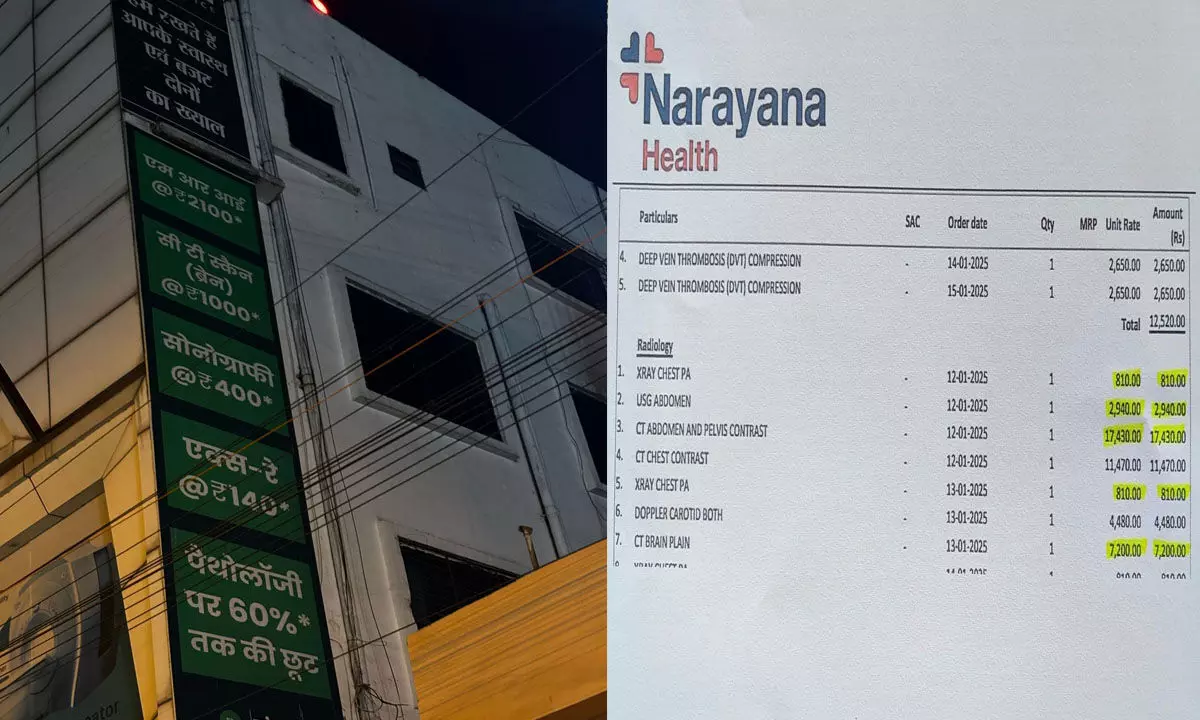 हम रखते हैं
आपके स्वास्थ
एवं बजट
दोनों
का ख्याल
एम आर आई
@₹2100*
सी टी स्कैन
(ब्रेन)
@₹1000*
सोनोग्राफी
@₹400*
एक्स-रे
@₹140*
पैथोलॉजी
पर 60%*
तक की छूट
Narayana
Health
Particulars SAC Order date Qty MRP Unit Rate Amount
(Rs)
4. DEEP VEIN THROMBOSIS (DVT) COMPRESSION - 14-01-2025 1 2,650.00 2,650.00
5. DEEP VEIN THROMBOSIS (DVT) COMPRESSION - 15-01-2025 1 2,650.00 2,650.00
Total 12,520.00
Radiology
1. XRAY CHEST PA - 12-01-2025 1 810.00 810.00
2. USG ABDOMEN - 12-01-2025 1 2,940.00 2,940.00
3. CT ABDOMEN AND PELVIS CONTRAST - 12-01-2025 1 17,430.00 17,430.00
4. CT CHEST CONTRAST - 12-01-2025 1 11,470.00 11,470.00
5. XRAY CHEST PA - 13-01-2025 1 810.00 810.00
6. DOPPLER CAROTID BOTH - 13-01-2025 1 4,480.00 4,480.00
7. CT BRAIN PLAIN - 13-01-2025 1 7,200.00 7,200.00